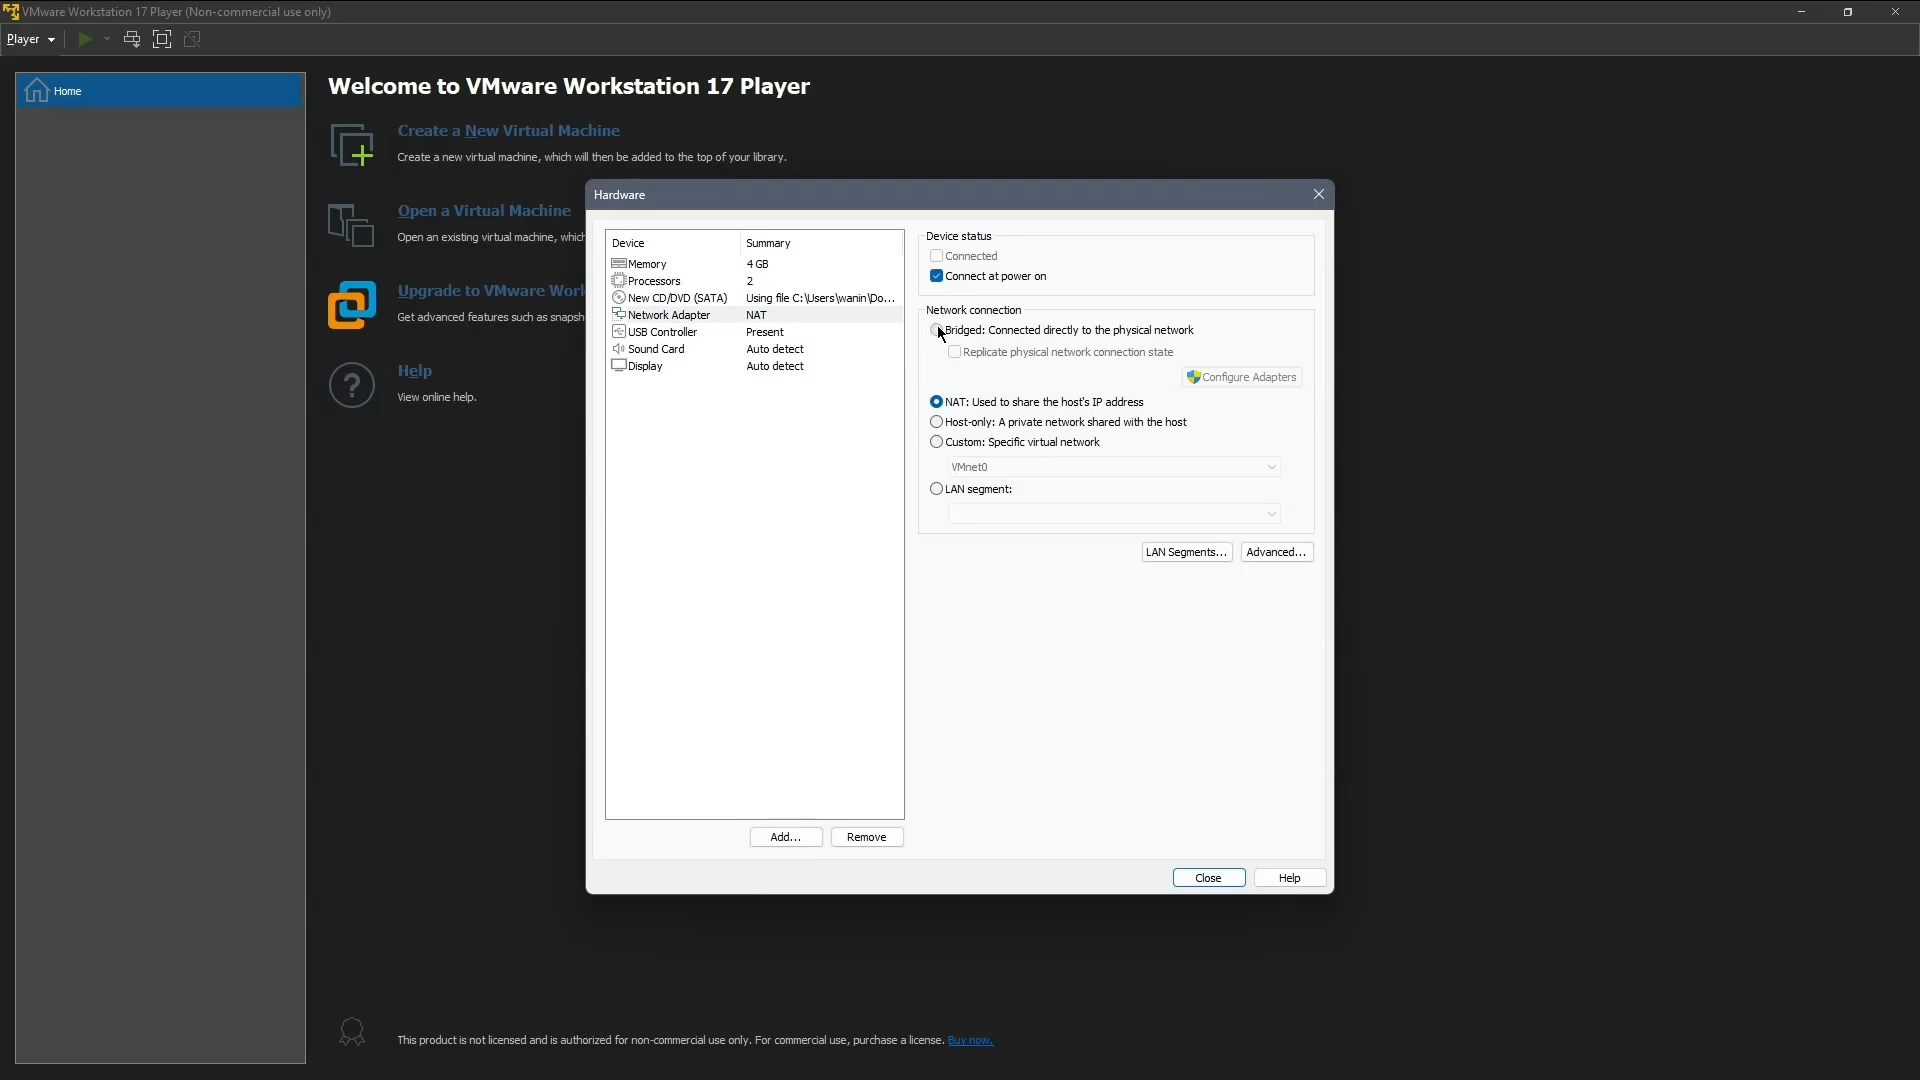 VMware Workstation 17 Player (Non-commercial use only)
Player
Home
Welcome to VMware Workstation 17 Player
Create a New Virtual Machine
Create a new virtual machine, which will then be added to the top of your library.
Open a Virtual Machine
Open an existing virtual machine, which
Upgrade to VMware Wor
Get advanced features such as snapsh
Help
View online help.
Hardware
Device Summary
Memory 4 GB
Processors 2
New CD/DVD (SATA) Using file C:\Users\wanin\Do...
Network Adapter NAT
USB Controller Present
Sound Card Auto detect
Display Auto detect
Add... Remove
Device status
Connected
Connect at power on
Network connection
Bridged: Connected directly to the physical network
Replicate physical network connection state
Configure Adapters
NAT: Used to share the host's IP address
Host-only: A private network shared with the host
Custom: Specific virtual network
VMnet0
LAN segment:
LAN Segments... Advanced...
Close Help
This product is not licensed and is authorized for non-commercial use only. For commercial use, purchase a license. Buy now.